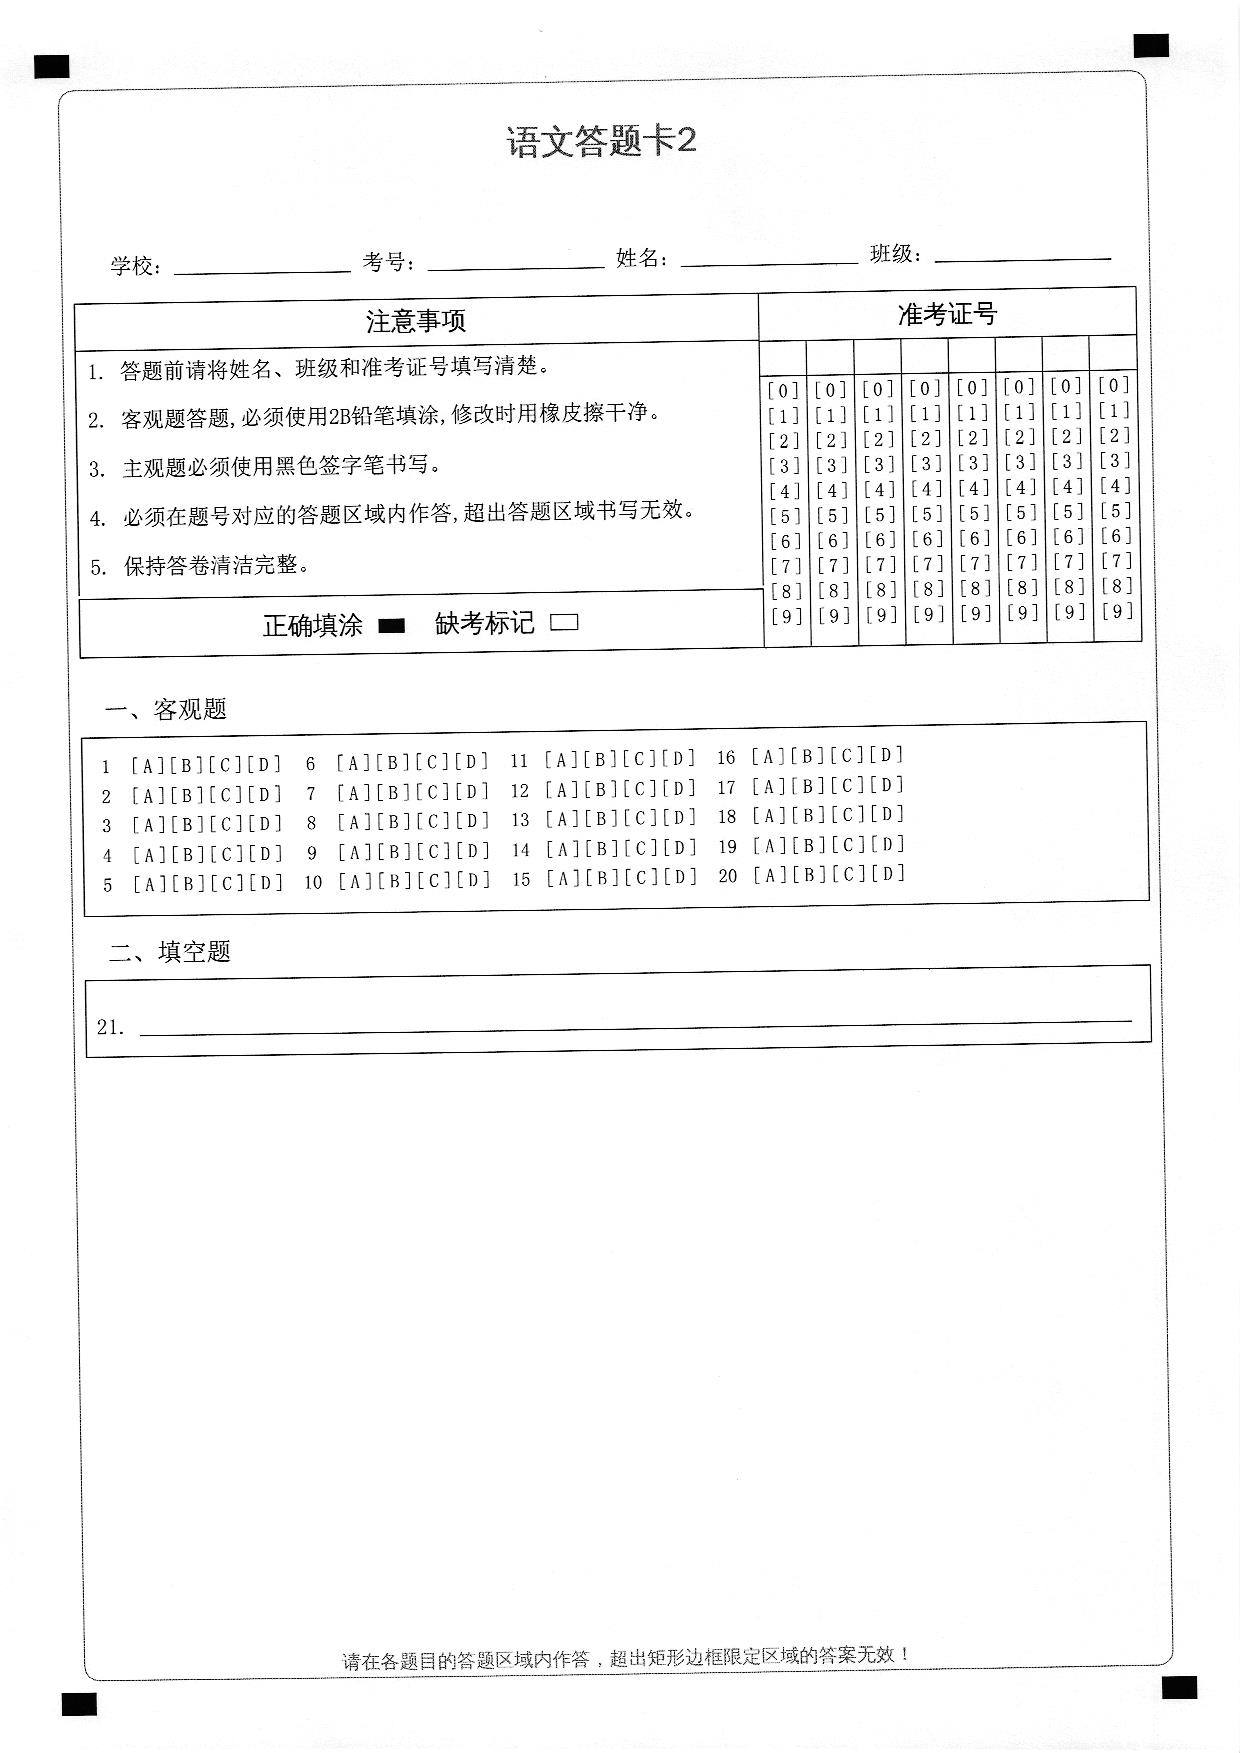 语文答题卡2
学校: 考号: 姓名: 班级:
注意事项
1. 答题前请将姓名、班级和准考证号填写清楚。
2. 客观题答题,必须使用2B铅笔填涂,修改时用橡皮擦干净。
3. 主观题必须使用黑色签字笔书写。
4. 必须在题号对应的答题区域内作答,超出答题区域书写无效。
5. 保持答卷清洁完整。
正确填涂 缺考标记
准考证号
[0] [0] [0] [0] [0] [0] [0] [0]
[1] [1] [1] [1] [1] [1] [1] [1]
[2] [2] [2] [2] [2] [2] [2] [2]
[3] [3] [3] [3] [3] [3] [3] [3]
[4] [4] [4] [4] [4] [4] [4] [4]
[5] [5] [5] [5] [5] [5] [5] [5]
[6] [6] [6] [6] [6] [6] [6] [6]
[7] [7] [7] [7] [7] [7] [7] [7]
[8] [8] [8] [8] [8] [8] [8] [8]
[9] [9] [9] [9] [9] [9] [9] [9]
一、客观题
1 [A][B][C][D] 6 [A][B][C][D] 11 [A][B][C][D] 16 [A][B][C][D]
2 [A][B][C][D] 7 [A][B][C][D] 12 [A][B][C][D] 17 [A][B][C][D]
3 [A][B][C][D] 8 [A][B][C][D] 13 [A][B][C][D] 18 [A][B][C][D]
4 [A][B][C][D] 9 [A][B][C][D] 14 [A][B][C][D] 19 [A][B][C][D]
5 [A][B][C][D] 10 [A][B][C][D] 15 [A][B][C][D] 20 [A][B][C][D]
二、填空题
21.
请在各题目的答题区域内作答，超出矩形边框限定区域的答案无效！